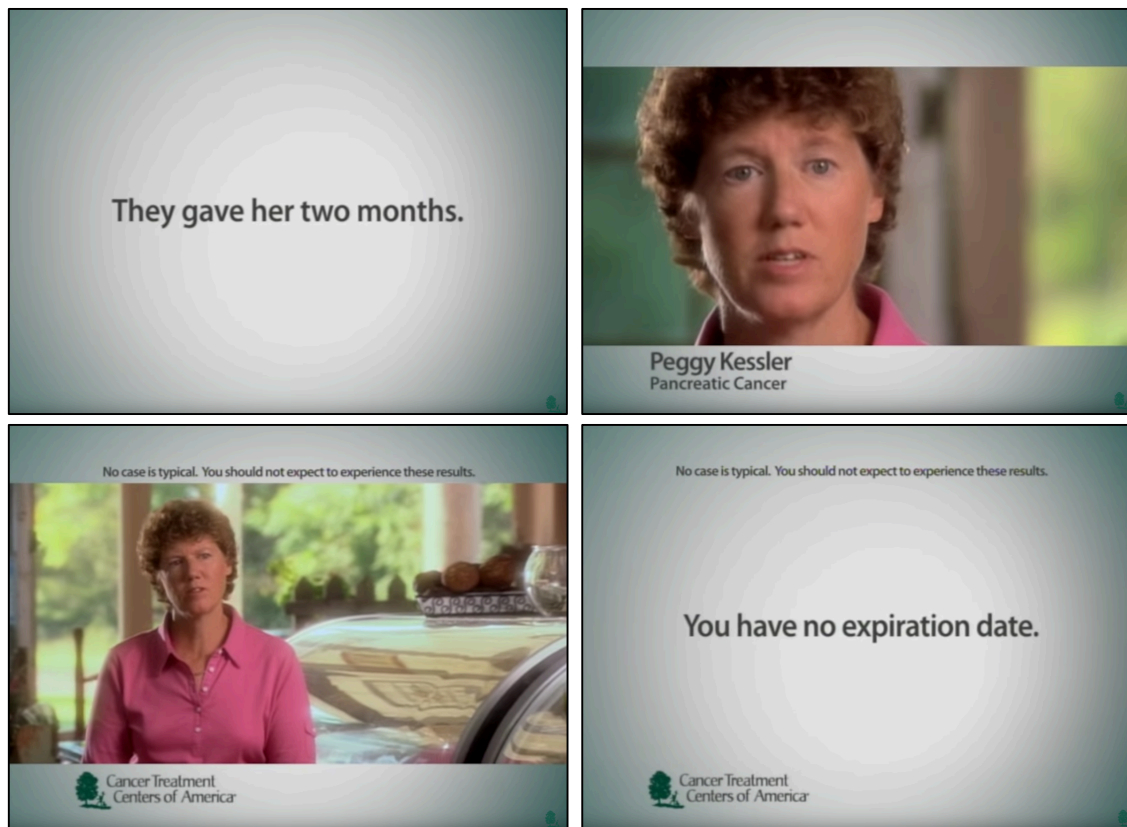 They gave her two months.
Peggy Kessler
Pancreatic Cancer
No case is typical. You should not expect to experience these results.
Cancer Treatment
Centers of America
No case is typical. You should not expect to experience these results.
You have no expiration date.
Cancer Treatment
Centers of America